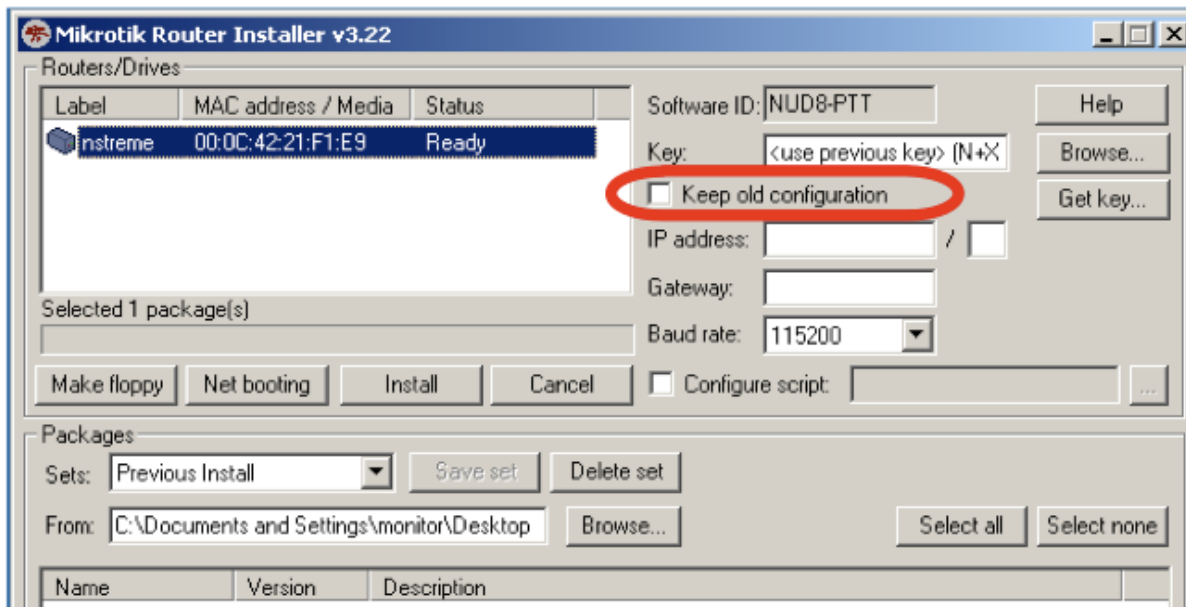 Mikrotik Router Installer v3.22
Routers/Drives
Label MAC address / Media Status
nstreme 00:0C:42:21:F1:E9 Ready
Selected 1 package(s)
Make floppy Net booting Install Cancel
Software ID: NUD8-PTT Help
Key: <use previous key> (N+X Browse...
Keep old configuration Get key...
IP address: /
Gateway:
Baud rate: 115200
Configure script: ...
Packages
Sets: Previous Install Save set Delete set
From: C:\Documents and Settings\monitor\Desktop Browse... Select all Select none
Name Version Description